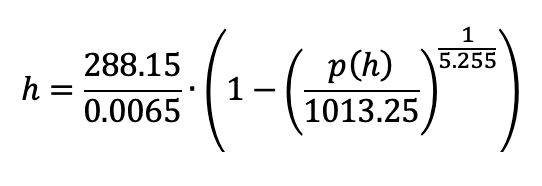 h = 288.15 / 0.0065 · (1 − (p(h) / 1013.25)^(1 / 5.255))